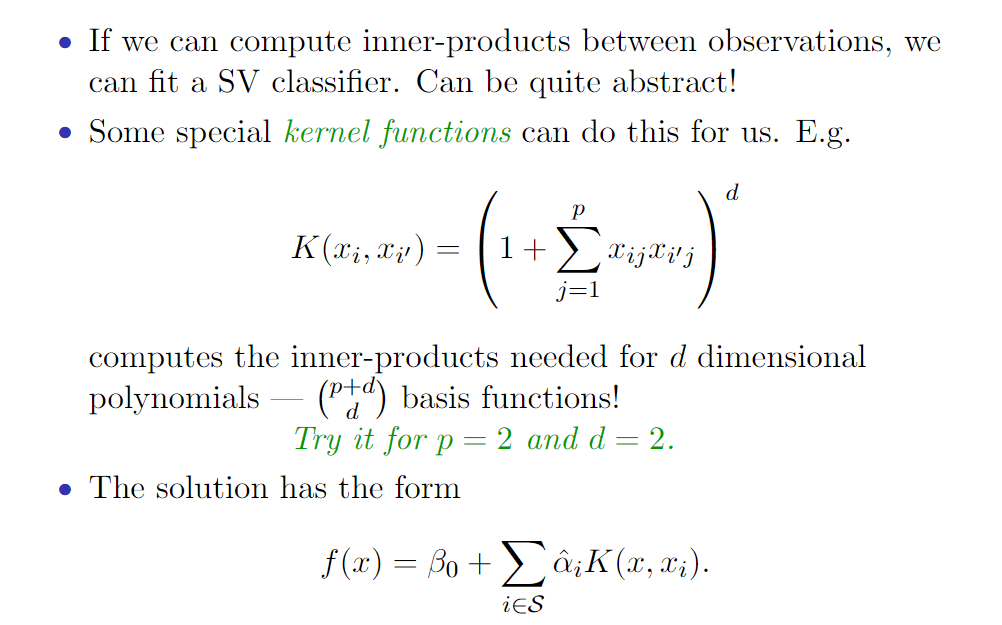 • If we can compute inner-products between observations, we
can fit a SV classifier. Can be quite abstract!
• Some special kernel functions can do this for us. E.g.
K(x_i, x_{i'}) = \left( 1 + \sum_{j=1}^{p} x_{ij} x_{i'j} \right)^d
computes the inner-products needed for d dimensional
polynomials — \binom{p+d}{d} basis functions!
Try it for p = 2 and d = 2.
• The solution has the form
f(x) = \beta_0 + \sum_{i \in \mathcal{S}} \hat{\alpha}_i K(x, x_i).